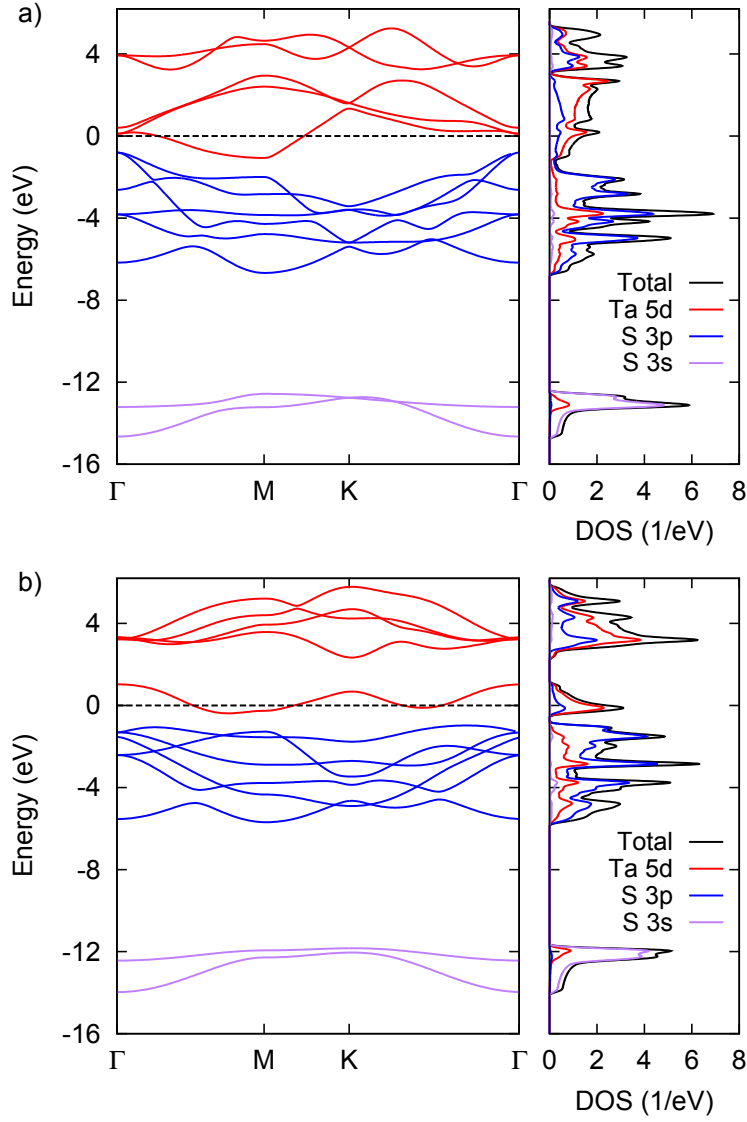 a)
Energy (eV)
4
0
-4
-8
-12
-16
Γ M K Γ
Total
Ta 5d
S 3p
S 3s
0 2 4 6 8
DOS (1/eV)
b)
Energy (eV)
4
0
-4
-8
-12
-16
Γ M K Γ
Total
Ta 5d
S 3p
S 3s
0 2 4 6 8
DOS (1/eV)